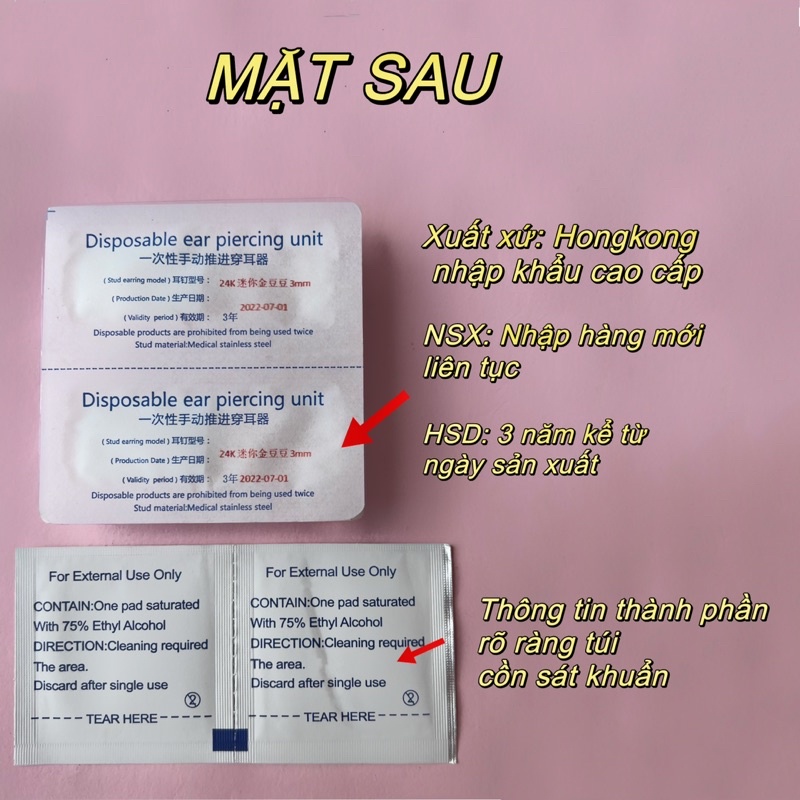 MẶT SAU
Disposable ear piercing unit
一次性手动推进穿耳器
( Stud earring model ) 耳钉型号： 24K 迷你金豆豆3mm
( Production Date ) 生产日期： 2022-07-01
( Validity period ) 有效期： 3年
Disposable products are prohibited from being used twice
Stud material:Medical stainless steel
Disposable ear piercing unit
一次性手动推进穿耳器
( Stud earring model ) 耳钉型号：
( Production Date ) 生产日期： 24K 迷你金豆豆3mm
( Validity period ) 有效期： 3年 2022-07-01
Disposable products are prohibited from being used twice
Stud material:Medical stainless steel
Xuất xứ: Hongkong
nhập khẩu cao cấp
NSX: Nhập hàng mới
liên tục
HSD: 3 năm kể từ
ngày sản xuất
For External Use Only
CONTAIN:One pad saturated
With 75% Ethyl Alcohol
DIRECTION:Cleaning required
The area.
Discard after single use
2
TEAR HERE
For External Use Only
CONTAIN:One pad saturated
With 75% Ethyl Alcohol
DIRECTION:Cleaning required
The area.
Discard after single use
2
TEAR HERE
Thông tin thành phần
rõ ràng túi
cồn sát khuẩn